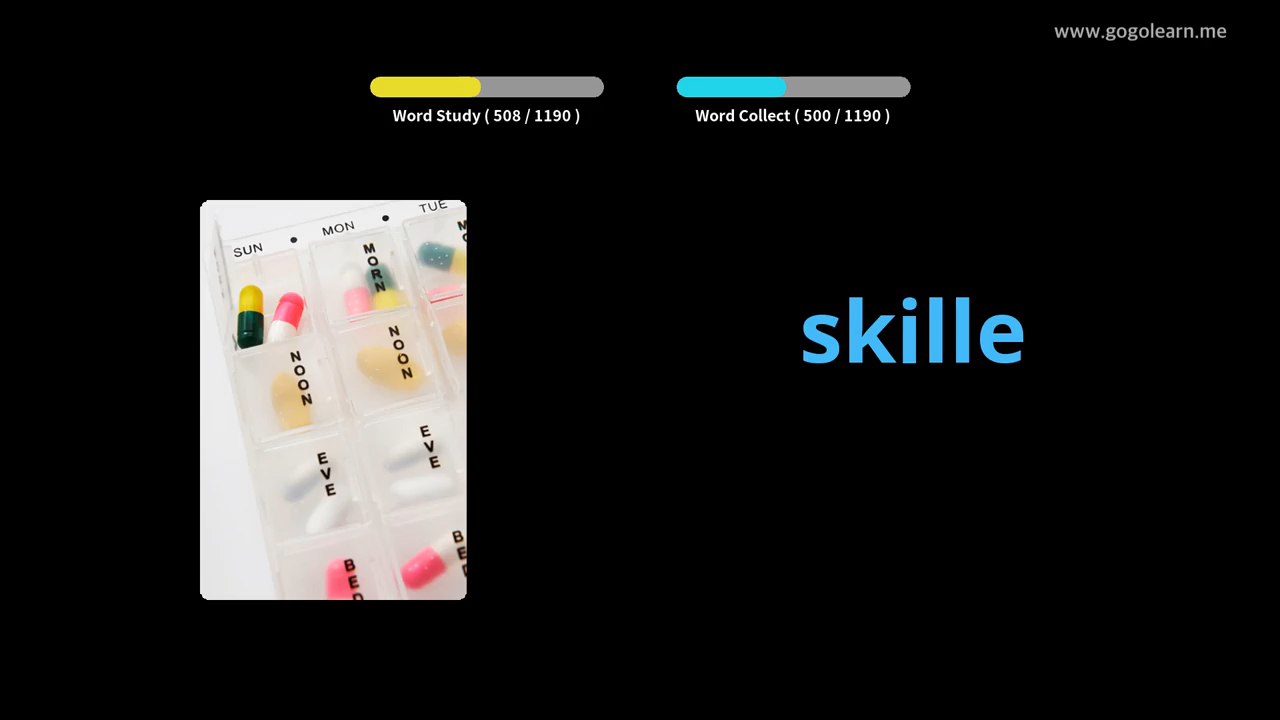 www.gogolearn.me
Word Study ( 508 / 1190 )
Word Collect ( 500 / 1190 )
SUN • MON • TUE
MORN
NOON
NOON
EVE
EVE
BED
skille